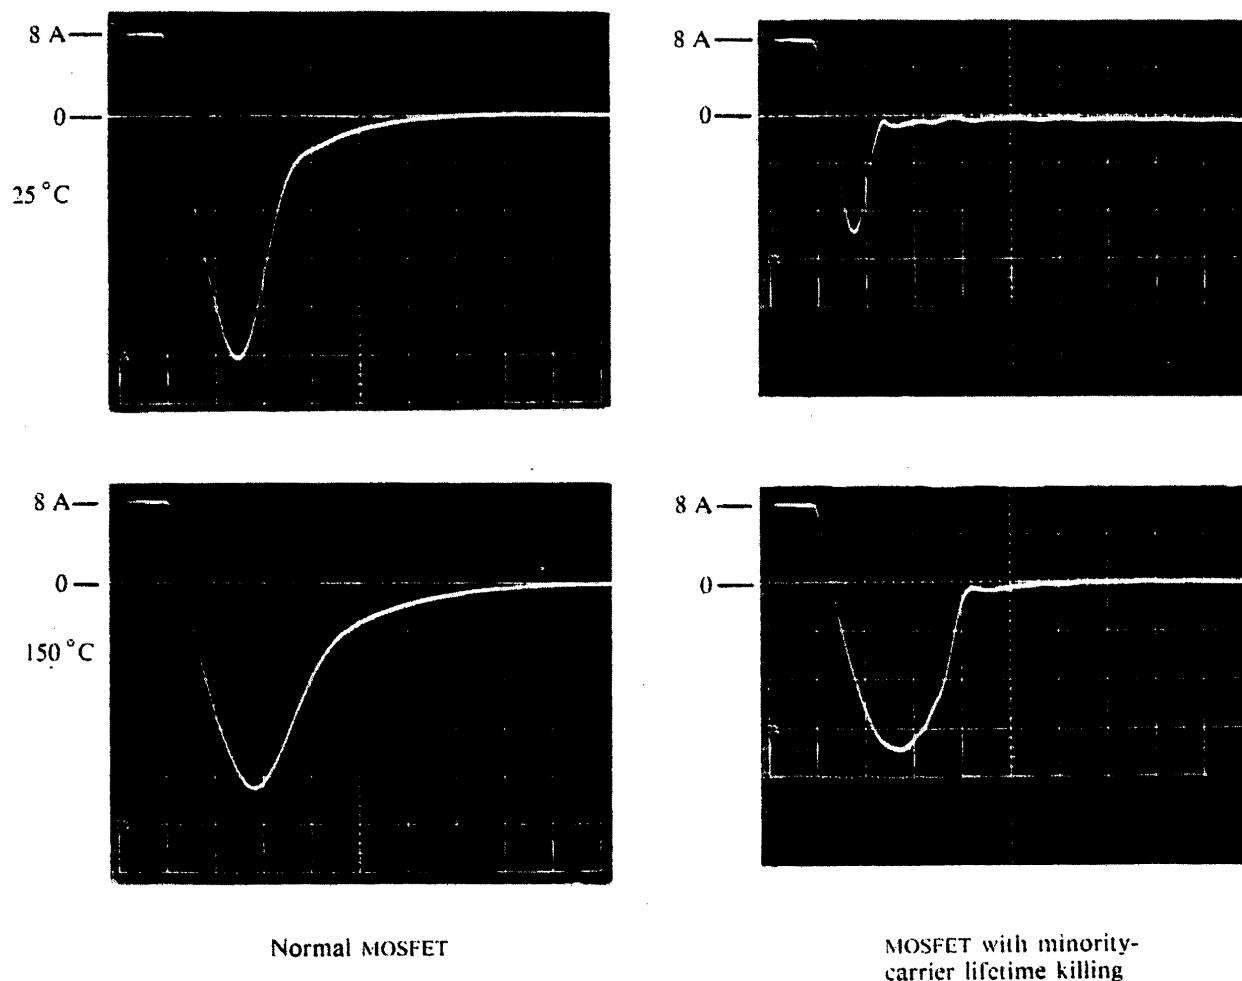 8 A
0
25 °C
8 A
0
8 A
0
150 °C
8 A
0
Normal MOSFET
MOSFET with minority-
carrier lifetime killing